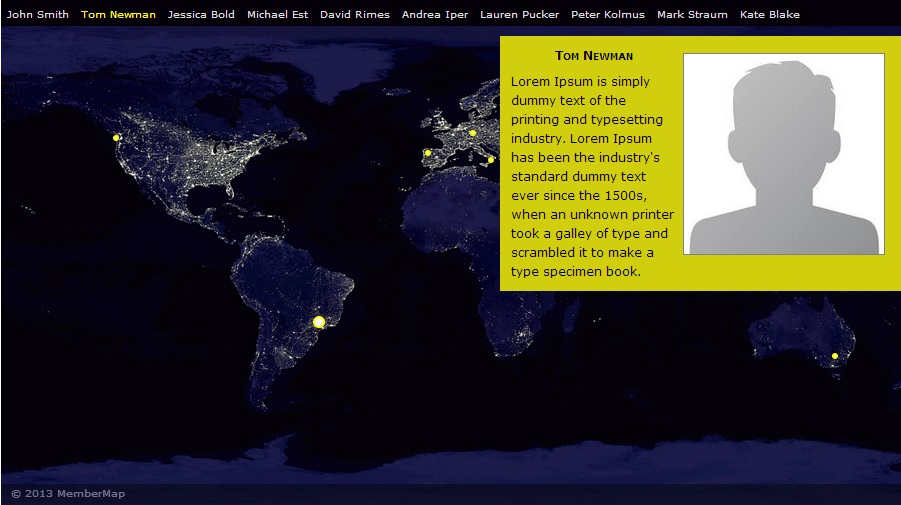 John Smith Tom Newman Jessica Bold Michael Est David Rimes Andrea Iper Lauren Pucker Peter Kolmus Mark Straum Kate Blake
Tom Newman
Lorem Ipsum is simply
dummy text of the
printing and typesetting
industry. Lorem Ipsum
has been the industry's
standard dummy text
ever since the 1500s,
when an unknown printer
took a galley of type and
scrambled it to make a
type specimen book.
© 2013 MemberMap